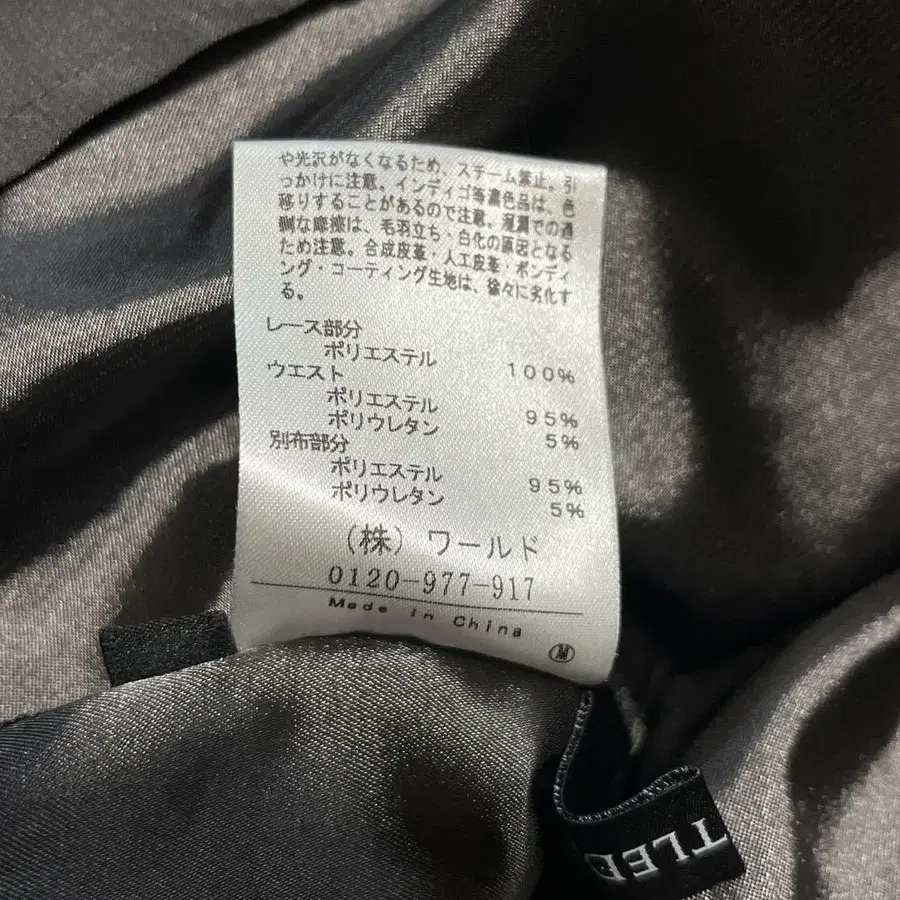 や光沢がなくなるため、スチーム禁止。引
っかけに注意。インディゴ等濃色品は、色
移りすることがあるので注意。湿潤での過
剰な摩擦は、毛羽立ち・白化の原因となる
ため注意。合成皮革・人工皮革・ボンディ
ング・コーティング生地は、徐々に劣化す
る。
レース部分
ポリエステル 100%
ウエスト
ポリエステル 95%
ポリウレタン 5%
別布部分
ポリエステル 95%
ポリウレタン 5%
(株)ワールド
0120-977-917
Made in China
M